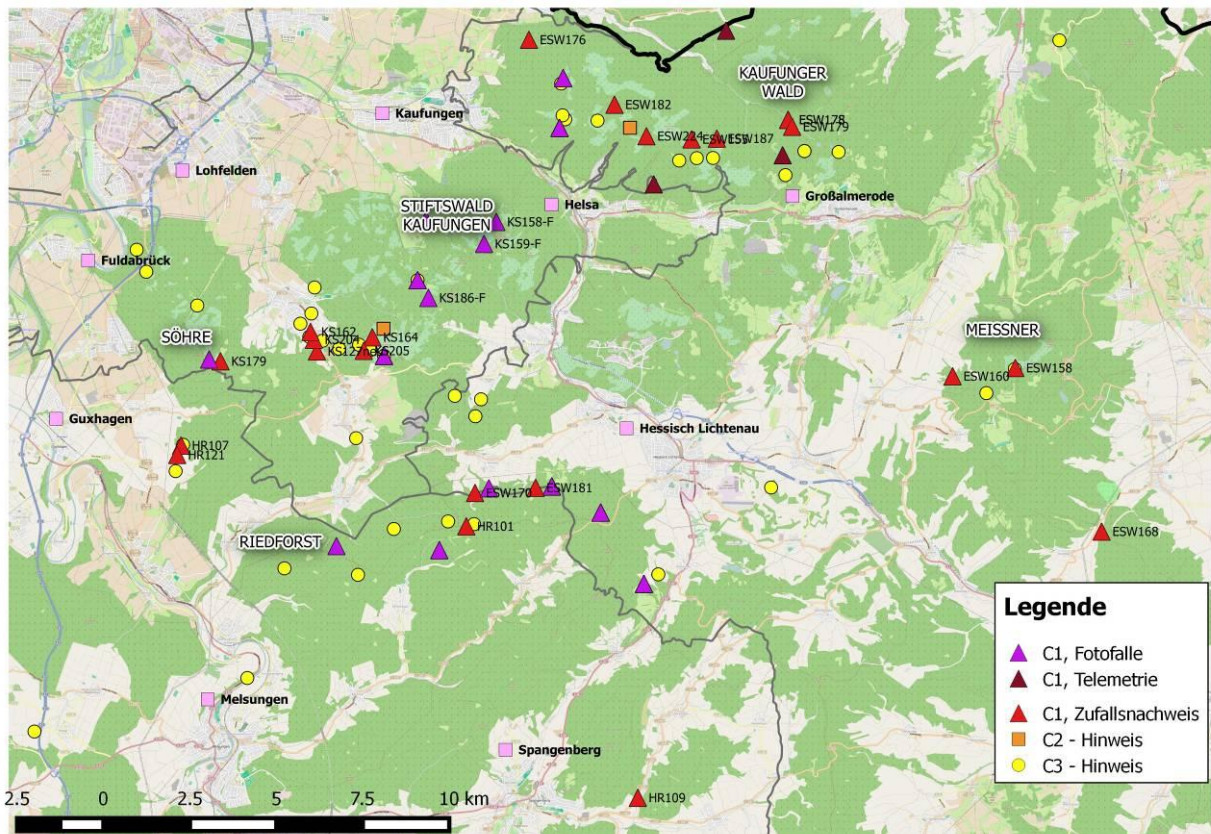 ESW176
KAUFUNGER
WALD
Kaufungen
ESW182
ESW178
ESW179
ESW224
ESW155
ESW187
Lohfelden
Großalmerode
Helsa
STIFTSWALD
KAUFUNGEN
KS158-F
KS159-F
Fuldabrück
KS186-F
SÖHRE
KS162
KS204
KS164
KS205
MEISSNER
KS179
ESW160
ESW158
Guxhagen
Hessisch Lichtenau
HR107
HR121
ESW170
ESW181
HR101
RIEDFORST
ESW168
Legende
C1, Fotofalle
C1, Telemetrie
C1, Zufallsnachweis
C2 - Hinweis
C3 - Hinweis
Melsungen
Spangenberg
HR109
2.5 0 2.5 5 7.5 10 km